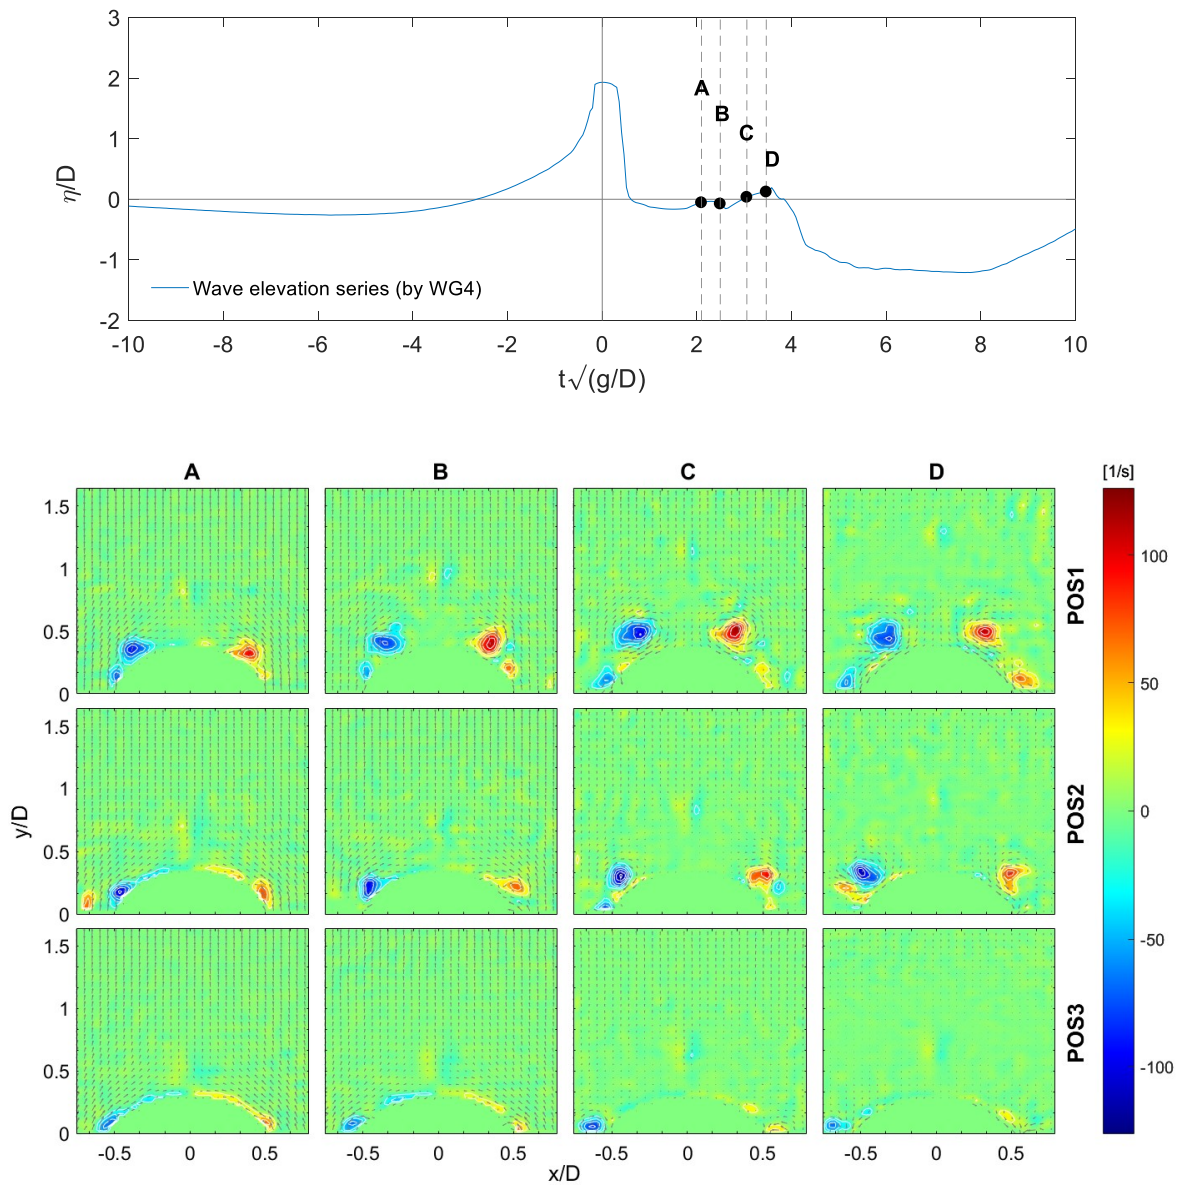 3
2
1
0
-1
-2
η/D
A
B
C
D
Wave elevation series (by WG4)
-10 -8 -6 -4 -2 0 2 4 6 8 10
t√(g/D)
A B C D [1/s]
1.5
1
0.5
0
POS1
1.5
1
0.5
0
POS2
y/D
1.5
1
0.5
0
POS3
100
50
0
-50
-100
-0.5 0 0.5 -0.5 0 0.5 -0.5 0 0.5 -0.5 0 0.5
x/D